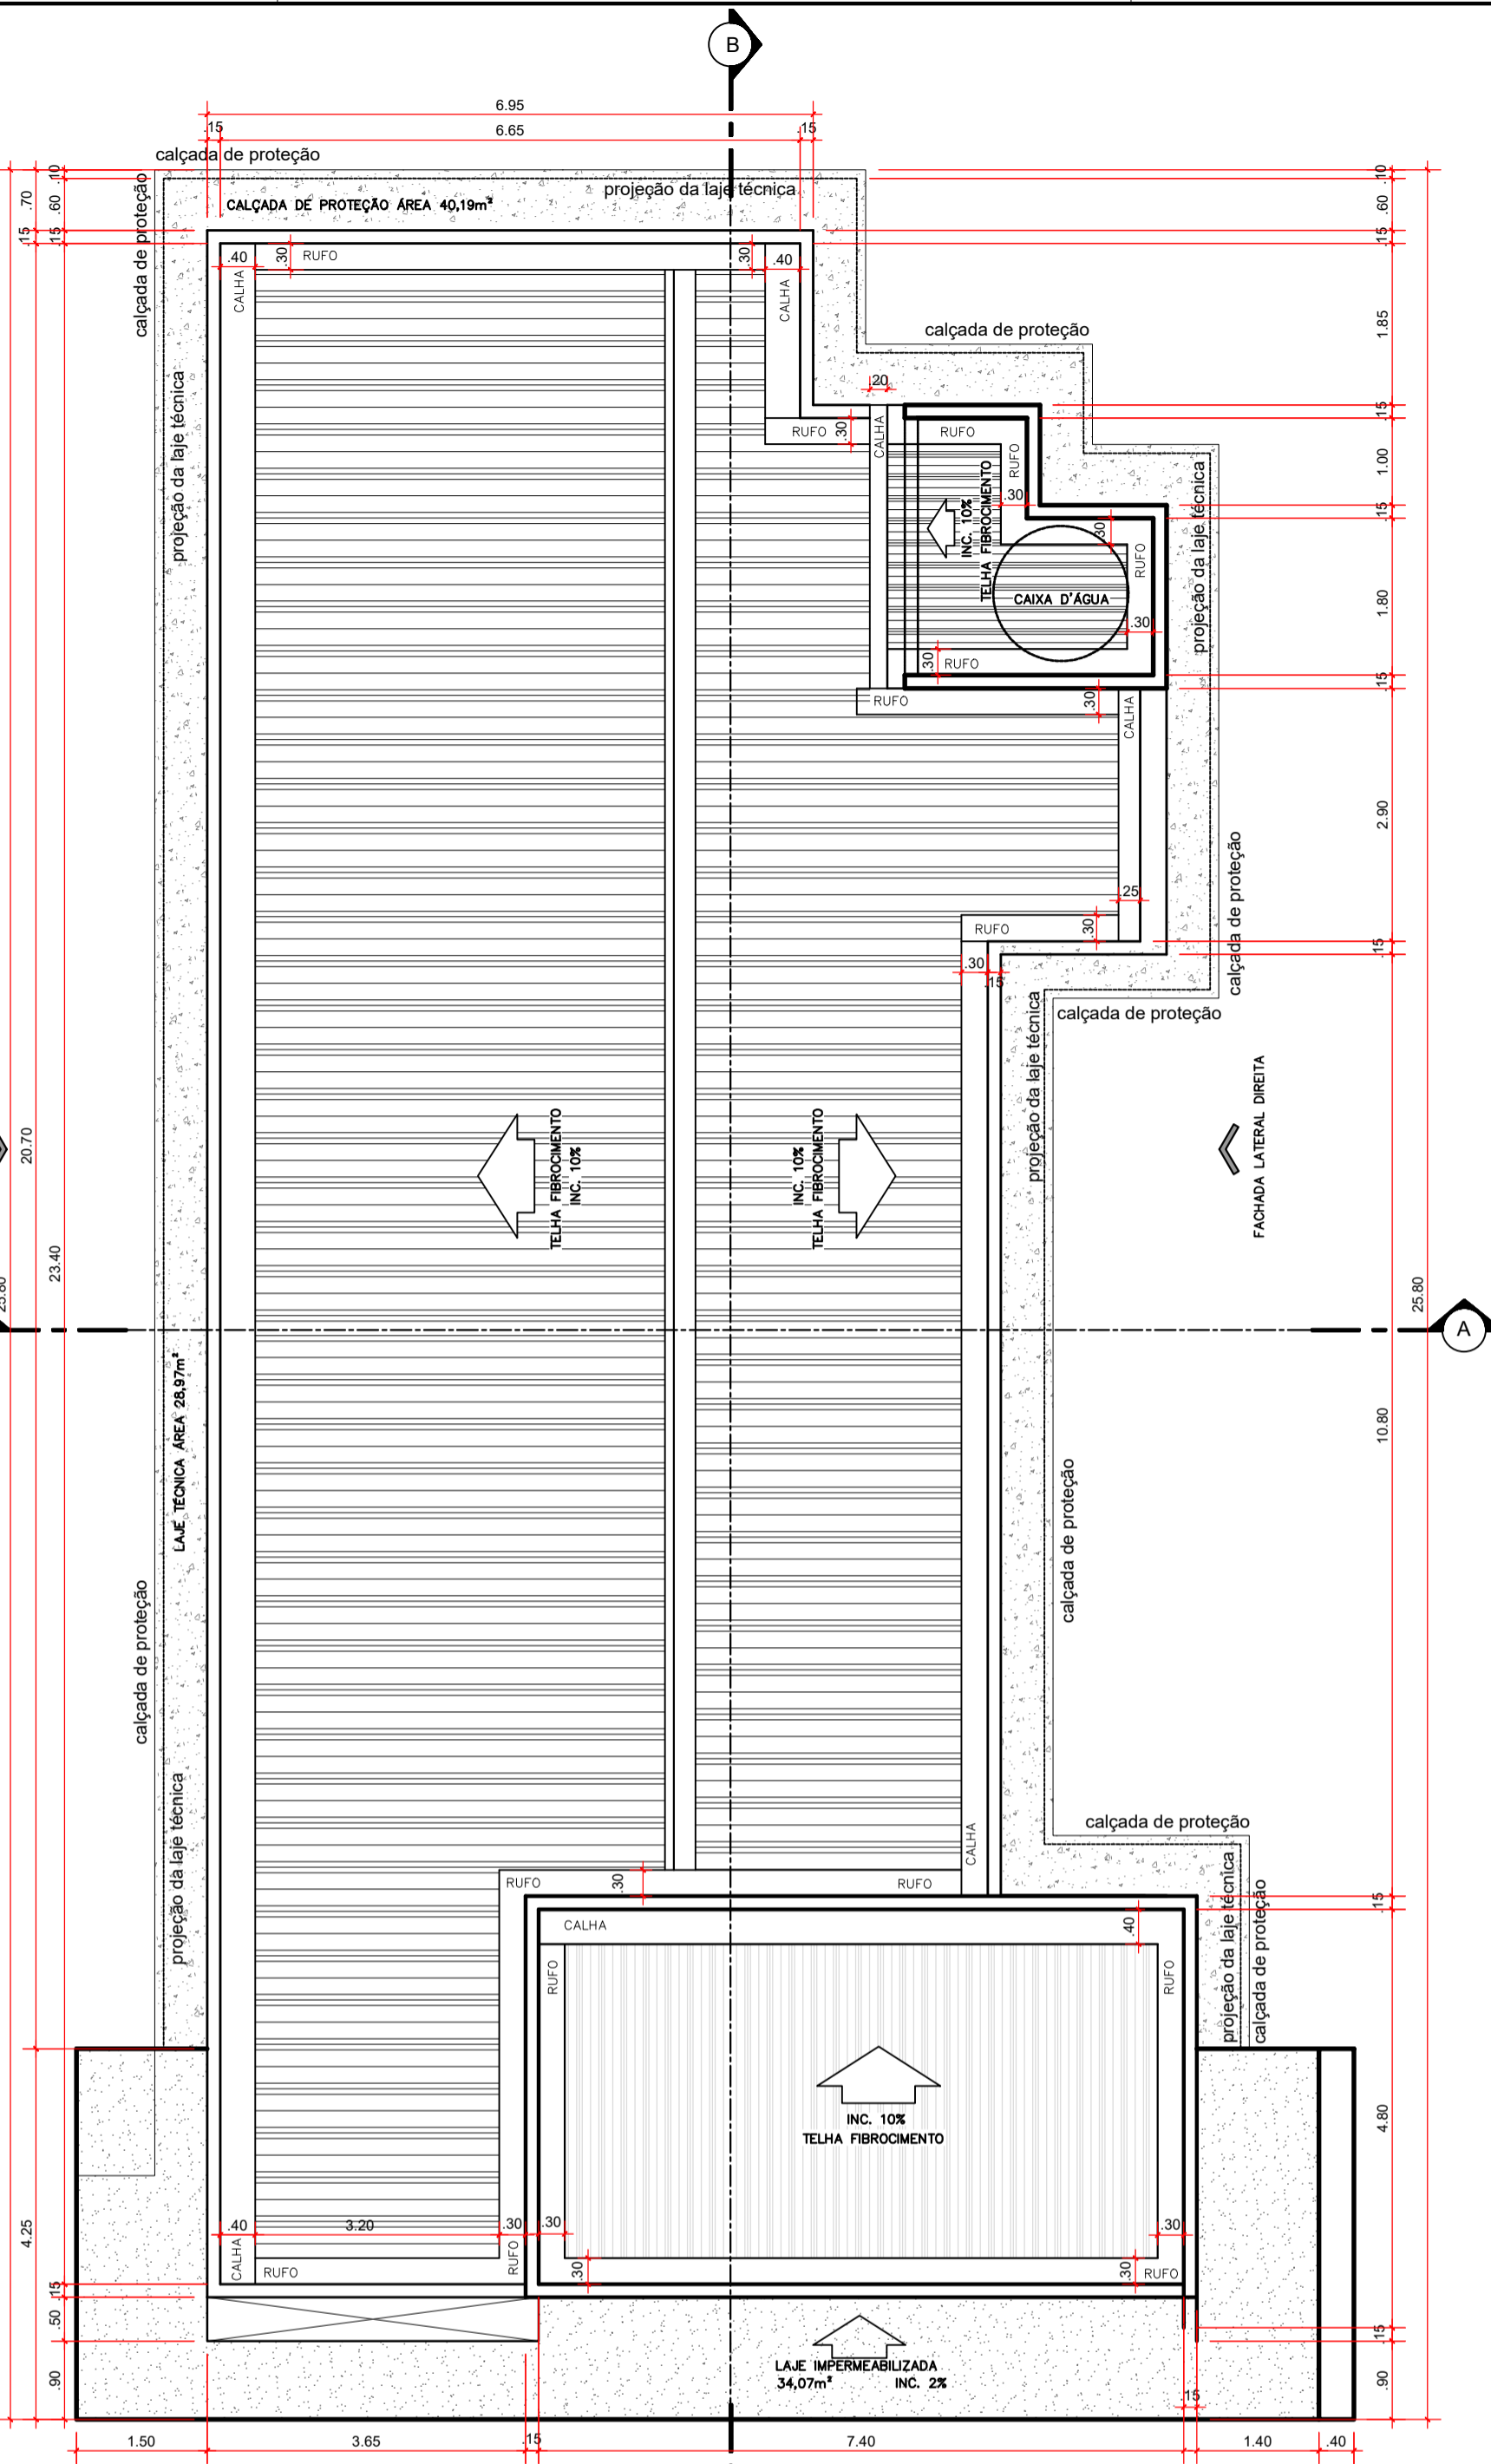 B
6.95
.15
6.65
.15
calçada de proteção
projeção da laje técnica
CALÇADA DE PROTEÇÃO ÁREA 40,19m²
.10
.70
.60
.15
.15
calçada de proteção
.10
.60
.15
.40
CALHA
.30
RUFO
.30
.40
CALHA
1.85
calçada de proteção
projeção da laje técnica
.20
.15
RUFO
.30
CALHA
RUFO
RUFO
1.00
.30
INC. 10%
TELHA FIBROCIMENTO
projeção da laje técnica
.15
.30
RUFO
CAIXA D'ÁGUA
1.80
.30
.30
RUFO
.15
RUFO
.30
CALHA
2.90
calçada de proteção
.25
RUFO
.30
.15
.30
.15
projeção da laje técnica
calçada de proteção
FACHADA LATERAL DIREITA
20.70
TELHA FIBROCIMENTO
INC. 10%
INC. 10%
TELHA FIBROCIMENTO
23.40
25.80
25.80
A
LAJE TÉCNICA ÁREA 28,97m²
10.80
calçada de proteção
calçada de proteção
projeção da laje técnica
calçada de proteção
CALHA
RUFO
.30
RUFO
projeção da laje técnica
calçada de proteção
.15
CALHA
.40
RUFO
RUFO
INC. 10%
TELHA FIBROCIMENTO
4.80
4.25
.40
3.20
.30
.30
.30
CALHA
RUFO
RUFO
.30
.30
RUFO
.15
.50
.15
LAJE IMPERMEABILIZADA
34,07m²
INC. 2%
.90
.90
.15
1.50
3.65
.15
7.40
1.40
.40